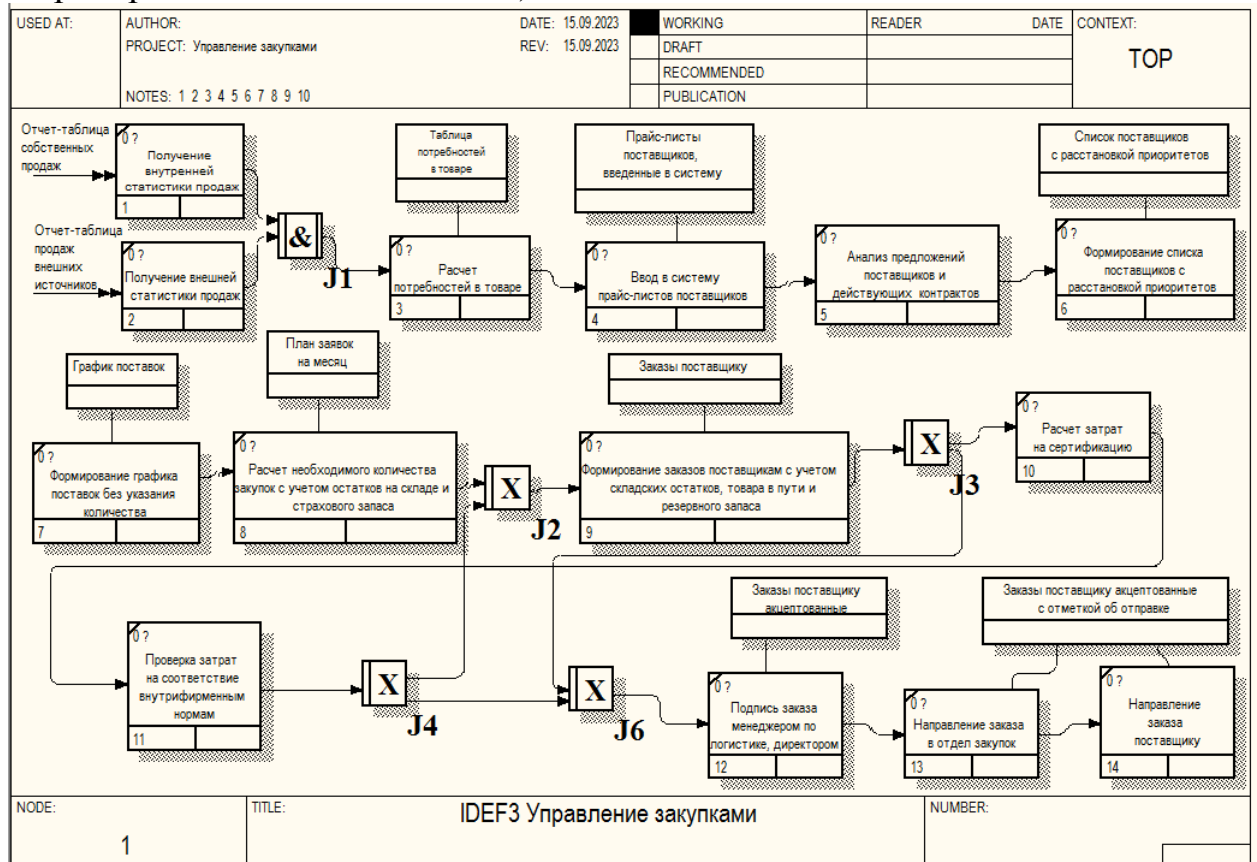 USED AT:
AUTHOR:
DATE: 15.09.2023
PROJECT: Управление закупками
REV: 15.09.2023
NOTES: 1 2 3 4 5 6 7 8 9 10
WORKING
DRAFT
RECOMMENDED
PUBLICATION
READER
DATE
CONTEXT:
TOP
Отчет-таблица
собственных
продаж
0 ?
Получение
внутренней
статистики продаж
1
Отчет-таблица
продаж
внешних
источников
0 ?
Получение внешней
статистики продаж
2
&
J1
Таблица
потребностей
в товаре
0 ?
Расчет
потребностей в товаре
3
Прайс-листы
поставщиков,
введенные в систему
0 ?
Ввод в систему
прайс-листов поставщиков
4
0 ?
Анализ предложений
поставщиков и
действующих контрактов
5
Список поставщиков
с расстановкой приоритетов
0 ?
Формирование списка
поставщиков с
расстановкой приоритетов
6
График поставок
0 ?
Формирование графика
поставок без указания
количества
7
План заявок
на месяц
0 ?
Расчет необходимого количества
закупок с учетом остатков на складе и
страхового запаса
8
X
J2
Заказы поставщику
0 ?
Формирование заказов поставщикам с учетом
складских остатков, товара в пути и
резервного запаса
9
X
J3
0 ?
Расчет затрат
на сертификацию
10
0 ?
Проверка затрат
на соответствие
внутрифирменным
нормам
11
X
J4
X
J6
Заказы поставщику
акцептованные
0 ?
Подпись заказа
менеджером по
логистике, директором
12
Заказы поставщику акцептованные
с отметкой об отправке
0 ?
Направление заказа
в отдел закупок
13
0 ?
Направление
заказа
поставщику
14
NODE:
1
TITLE:
IDEF3 Управление закупками
NUMBER: